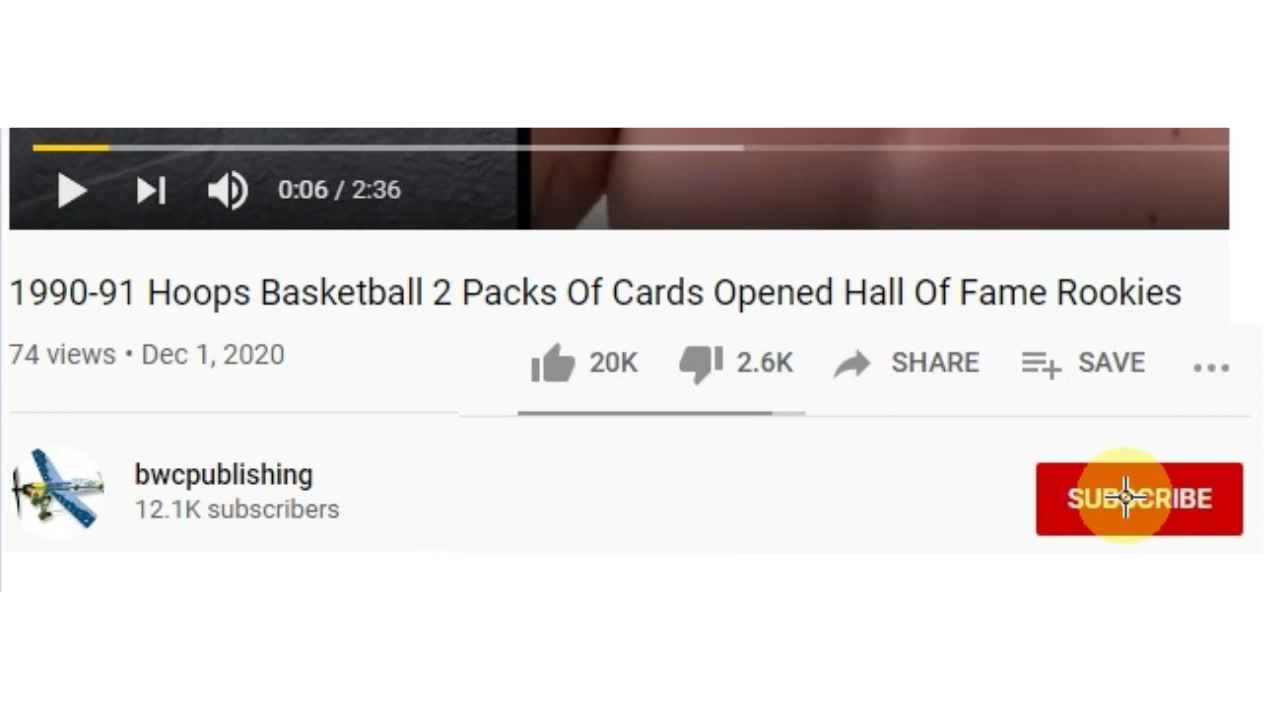 0:06 / 2:36
1990-91 Hoops Basketball 2 Packs Of Cards Opened Hall Of Fame Rookies
74 views • Dec 1, 2020 20K 2.6K SHARE SAVE
bwcpublishing
12.1K subscribers
SUBSCRIBE